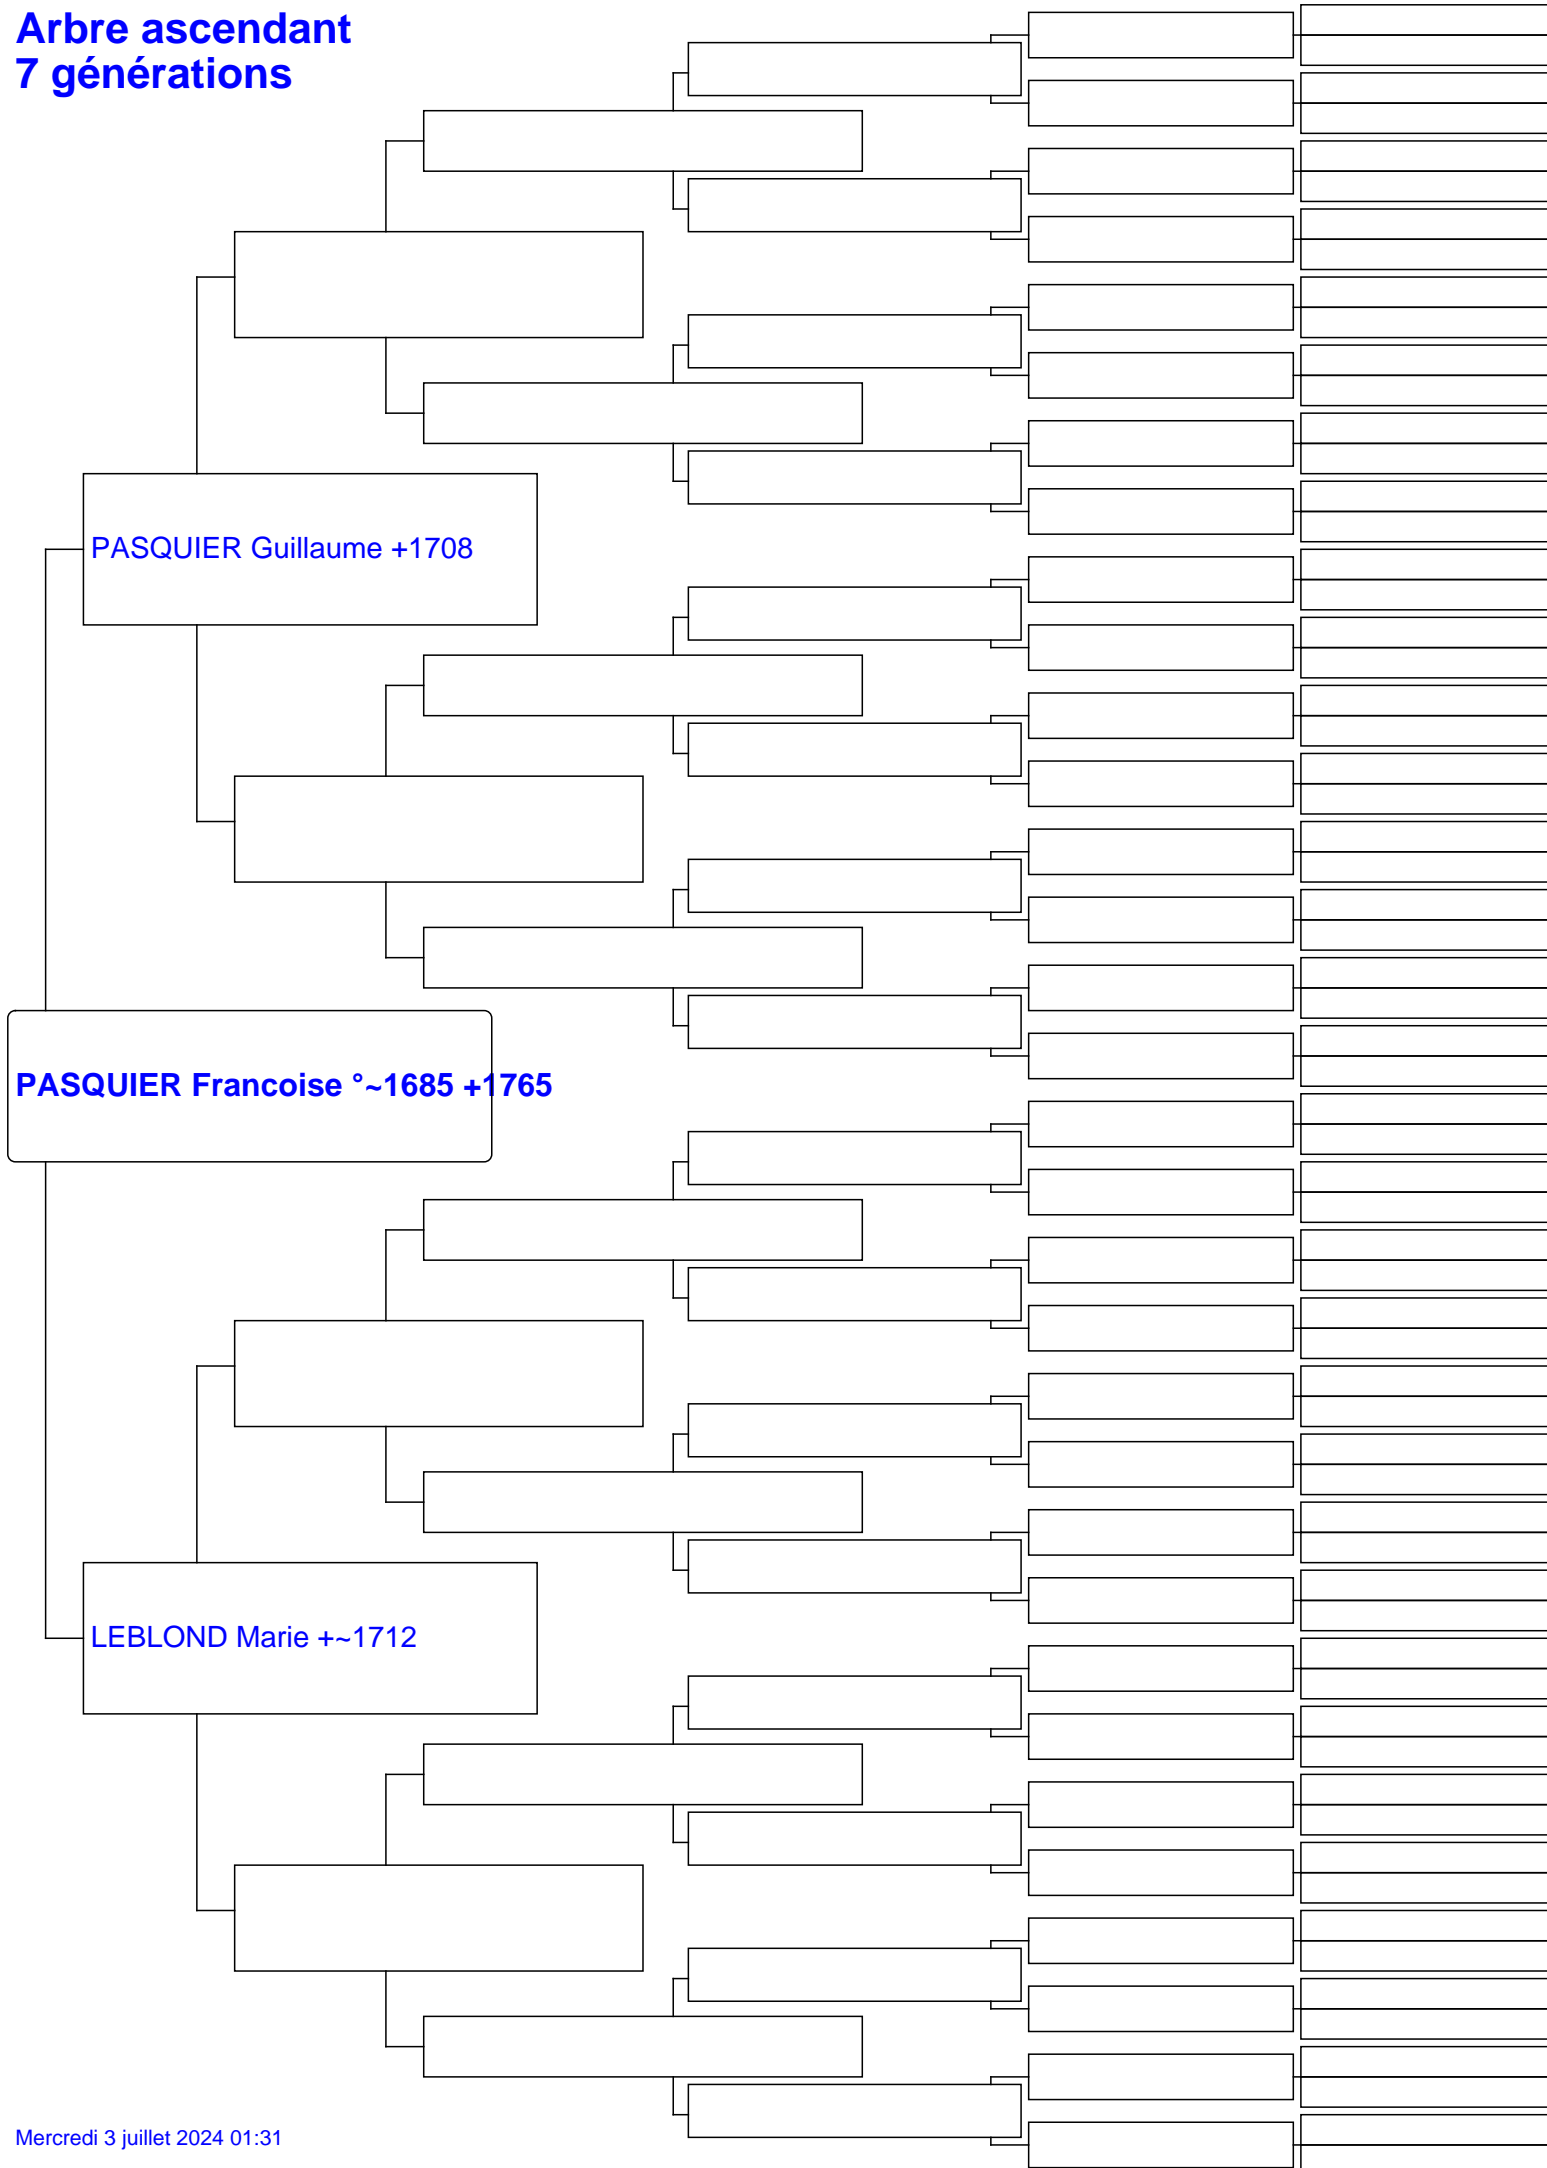 Arbre ascendant
7 générations
PASQUIER Guillaume +1708
PASQUIER Francoise °~1685 +1765
LEBLOND Marie +~1712
Mercredi 3 juillet 2024 01:31